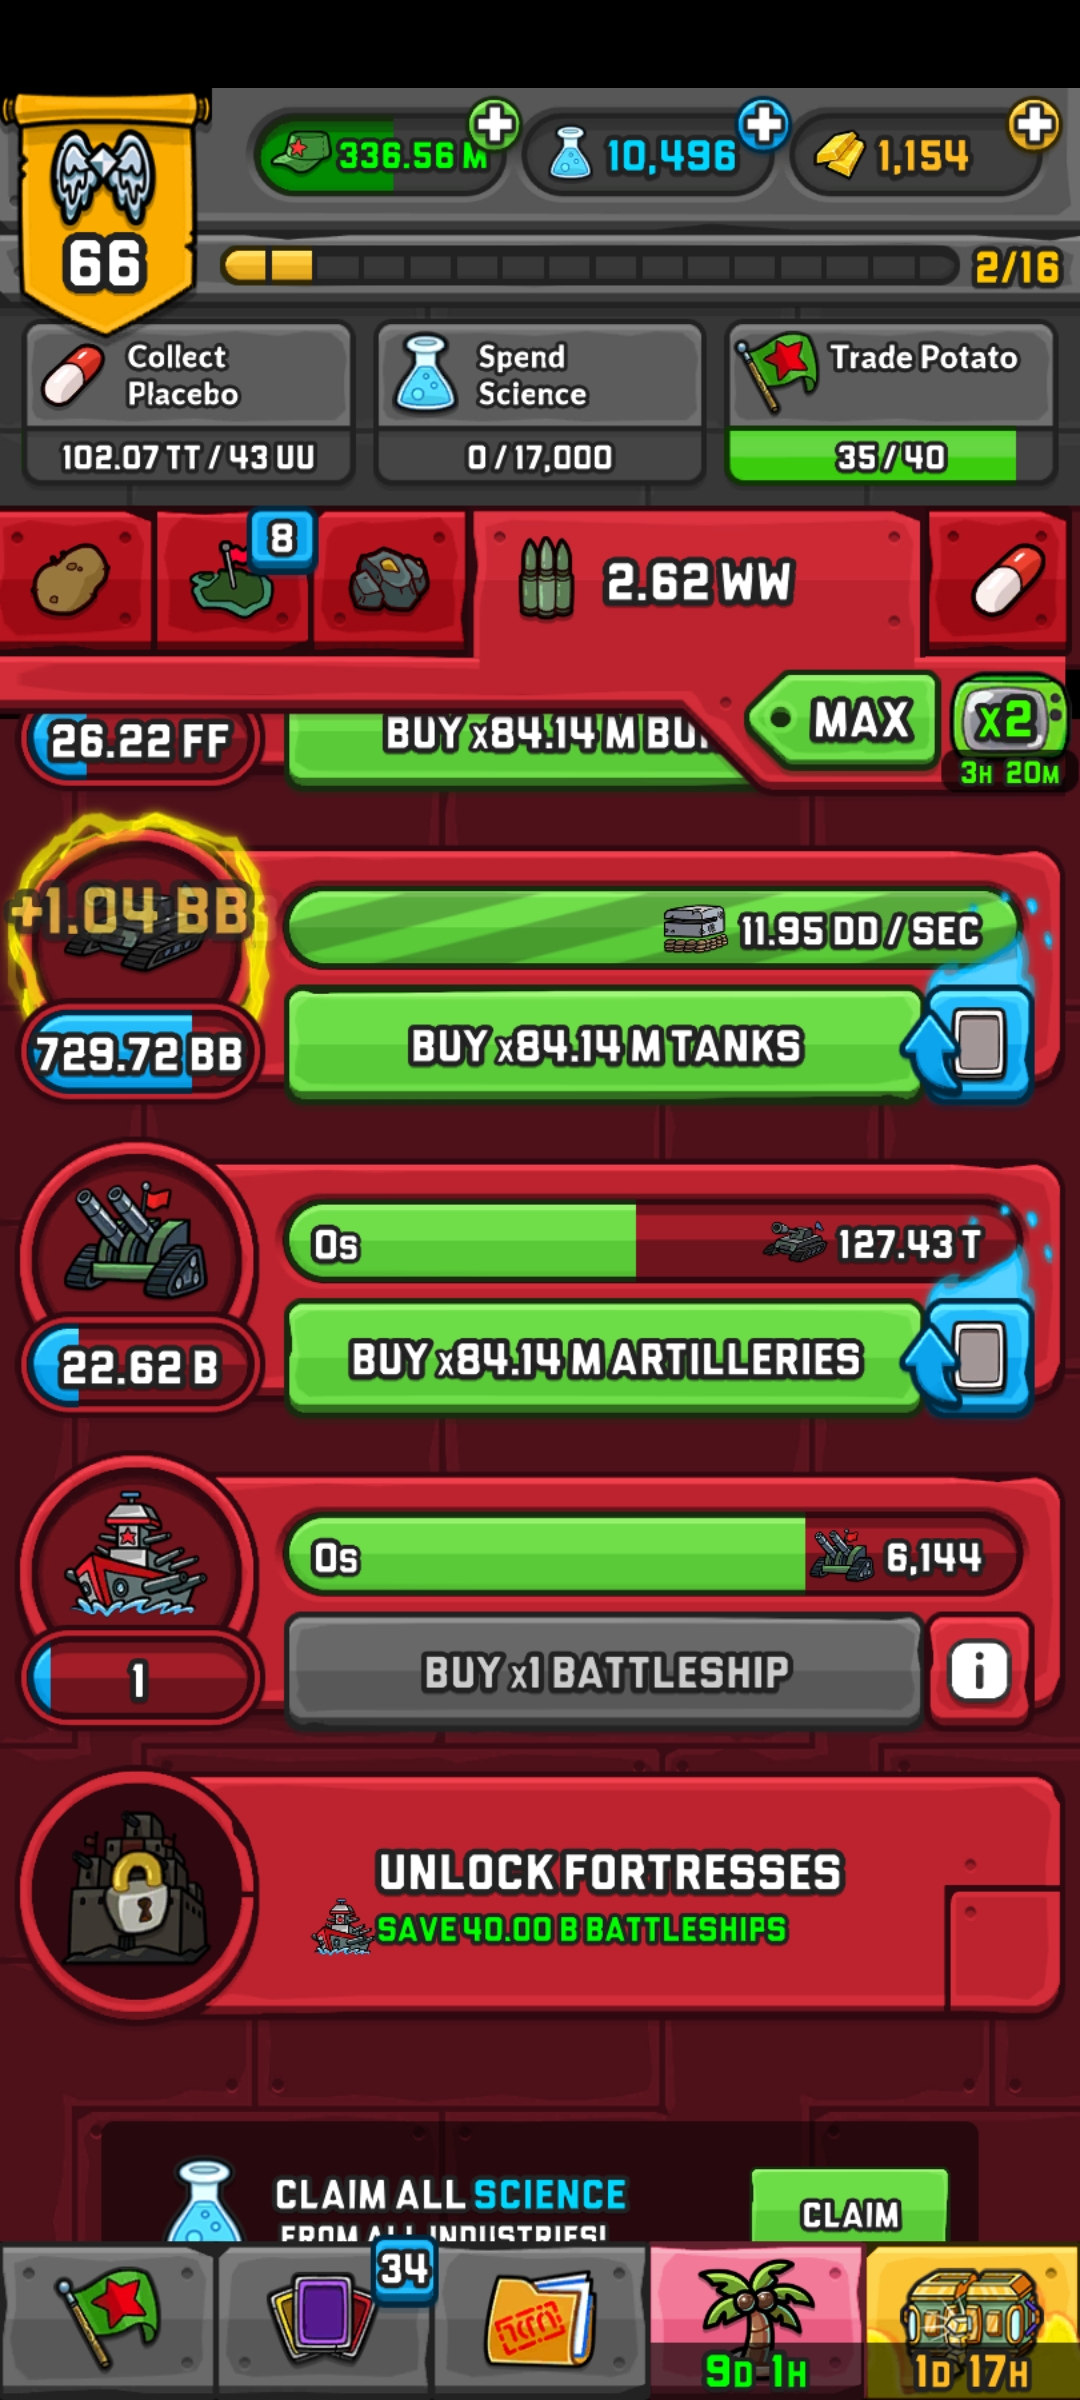 336.56 M
10,496
1,154
66
2/16
Collect
Placebo
Spend
Science
Trade Potato
102.07 TT / 43 UU
0 / 17,000
35 / 40
8
2.62 WW
MAX
x2
3H 20M
26.22 FF
BUY x84.14 M
+1.04 BB
11.95 DD / SEC
729.72 BB
BUY x84.14 M TANKS
0s
127.43 T
22.62 B
BUY x84.14 M ARTILLERIES
0s
6,144
1
BUY x1 BATTLESHIP
i
UNLOCK FORTRESSES
SAVE 40.00 B BATTLESHIPS
CLAIM ALL SCIENCE
FROM ALL INDUSTRIES!
CLAIM
34
9D 1H
1D 17H